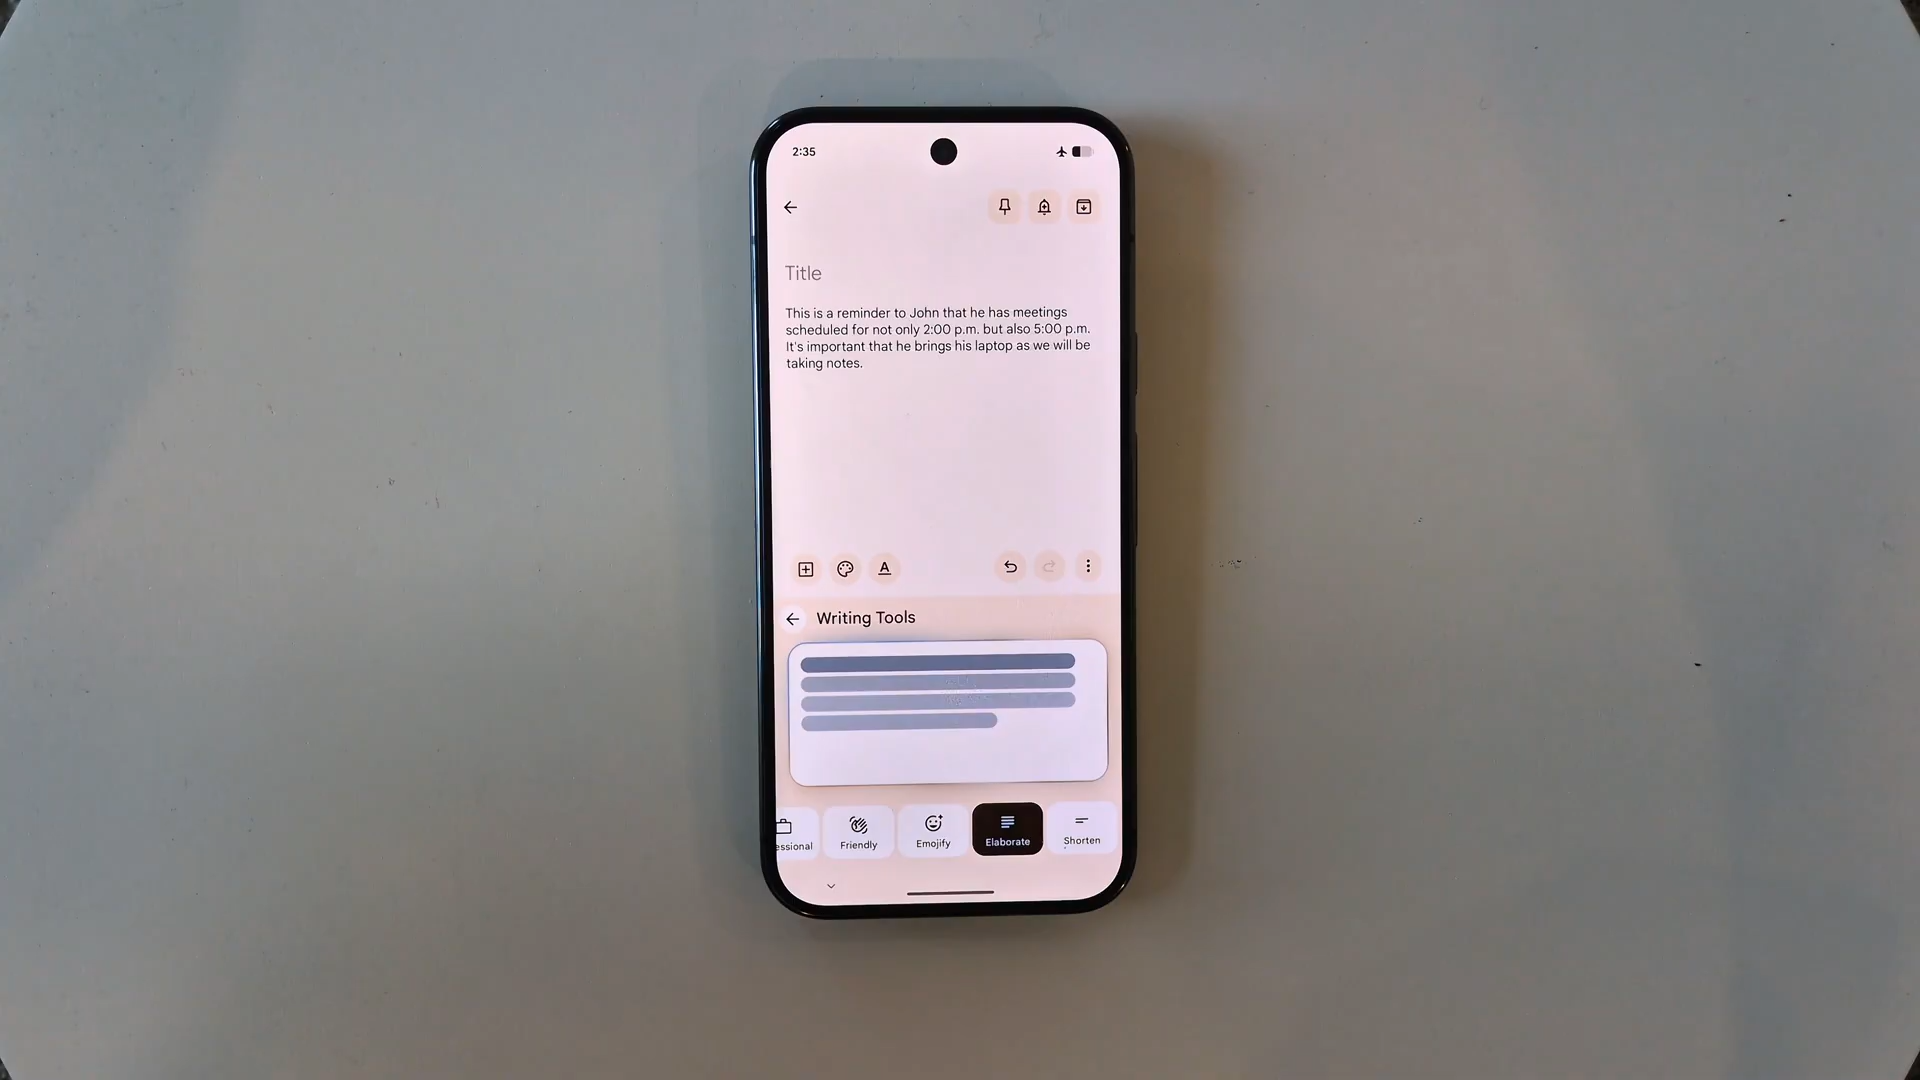 2:35
Title
This is a reminder to John that he has meetings
scheduled for not only 2:00 p.m. but also 5:00 p.m.
It's important that he brings his laptop as we will be
taking notes.
A
Writing Tools
essional
Friendly
Emojify
Elaborate
Shorten